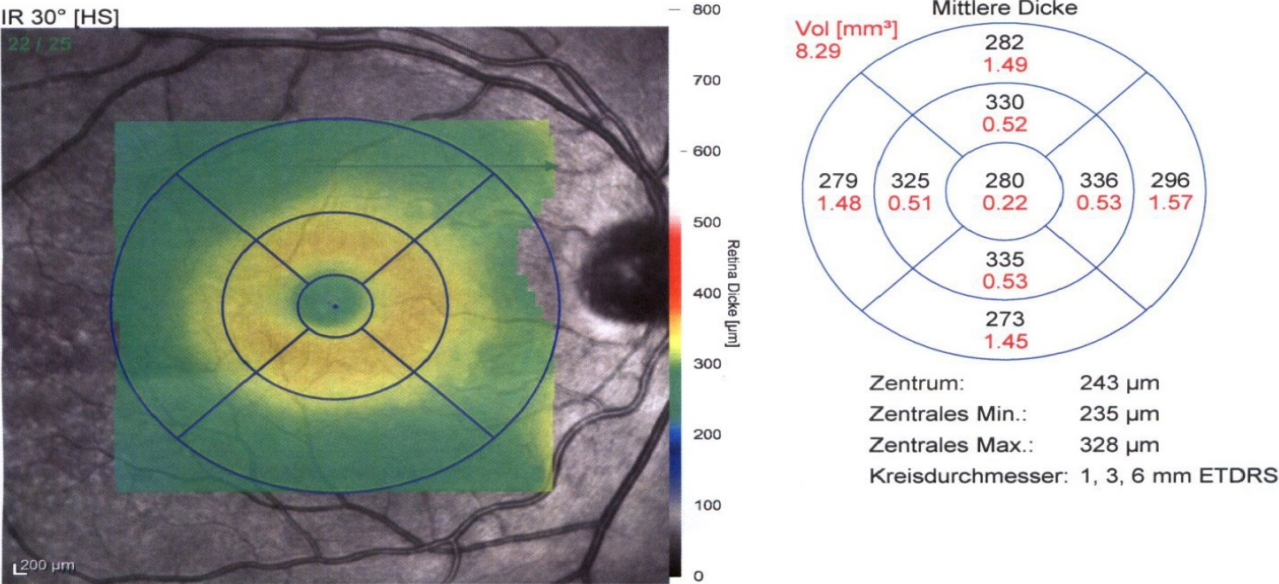 IR 30° [HS]
22 / 25
200 µm
800
700
600
500
400
300
200
100
0
Retina Dicke [µm]
Mittlere Dicke
Vol [mm³]
8.29
282
1.49
330
0.52
279 325 280 336 296
1.48 0.51 0.22 0.53 1.57
335
0.53
273
1.45
Zentrum: 243 µm
Zentrales Min.: 235 µm
Zentrales Max.: 328 µm
Kreisdurchmesser: 1, 3, 6 mm ETDRS